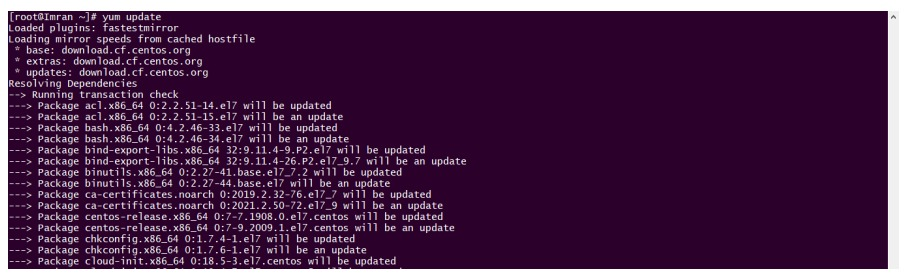 [root@Imran ~]# yum update
Loaded plugins: fastestmirror
Loading mirror speeds from cached hostfile
 * base: download.cf.centos.org
 * extras: download.cf.centos.org
 * updates: download.cf.centos.org
Resolving Dependencies
--> Running transaction check
---> Package acl.x86_64 0:2.2.51-14.el7 will be updated
---> Package acl.x86_64 0:2.2.51-15.el7 will be an update
---> Package bash.x86_64 0:4.2.46-33.el7 will be updated
---> Package bash.x86_64 0:4.2.46-34.el7 will be an update
---> Package bind-export-libs.x86_64 32:9.11.4-9.P2.el7 will be updated
---> Package bind-export-libs.x86_64 32:9.11.4-26.P2.el7_9.7 will be an update
---> Package binutils.x86_64 0:2.27-41.base.el7_7.2 will be updated
---> Package binutils.x86_64 0:2.27-44.base.el7 will be an update
---> Package ca-certificates.noarch 0:2019.2.32-76.el7_7 will be updated
---> Package ca-certificates.noarch 0:2021.2.50-72.el7_9 will be an update
---> Package centos-release.x86_64 0:7-7.1908.0.el7.centos will be updated
---> Package centos-release.x86_64 0:7-9.2009.1.el7.centos will be an update
---> Package chkconfig.x86_64 0:1.7.4-1.el7 will be updated
---> Package chkconfig.x86_64 0:1.7.6-1.el7 will be an update
---> Package cloud-init.x86_64 0:18.5-3.el7.centos will be updated